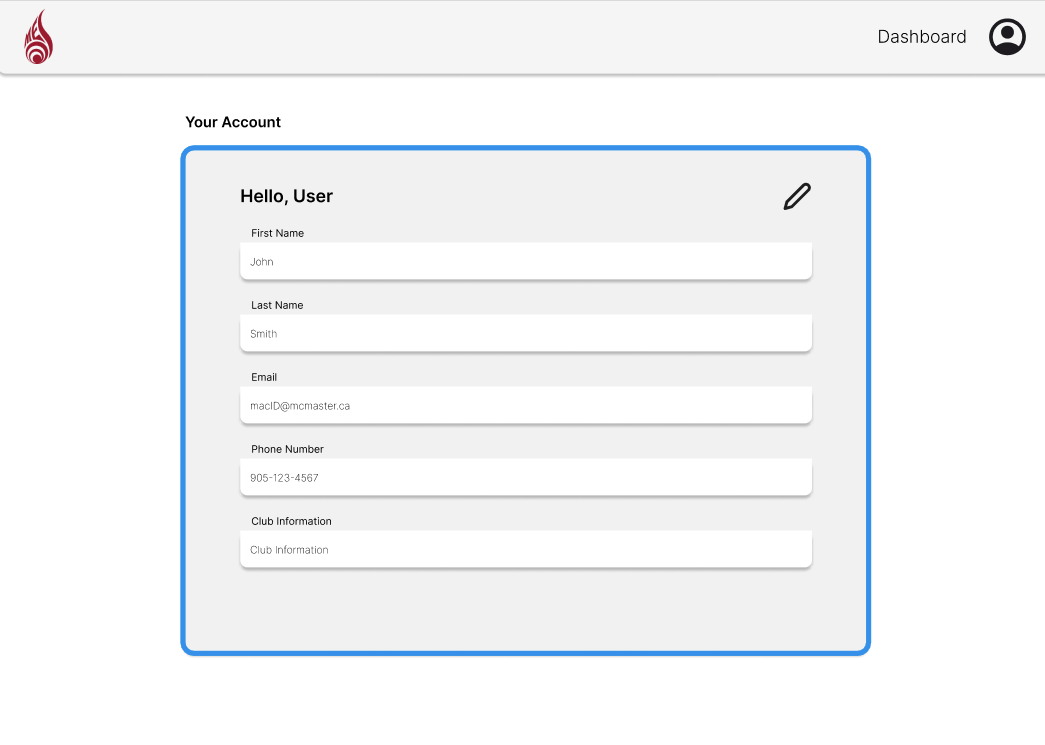 Dashboard
Your Account
Hello, User
First Name
John
Last Name
Smith
Email
macID@mcmaster.ca
Phone Number
905-123-4567
Club Information
Club Information